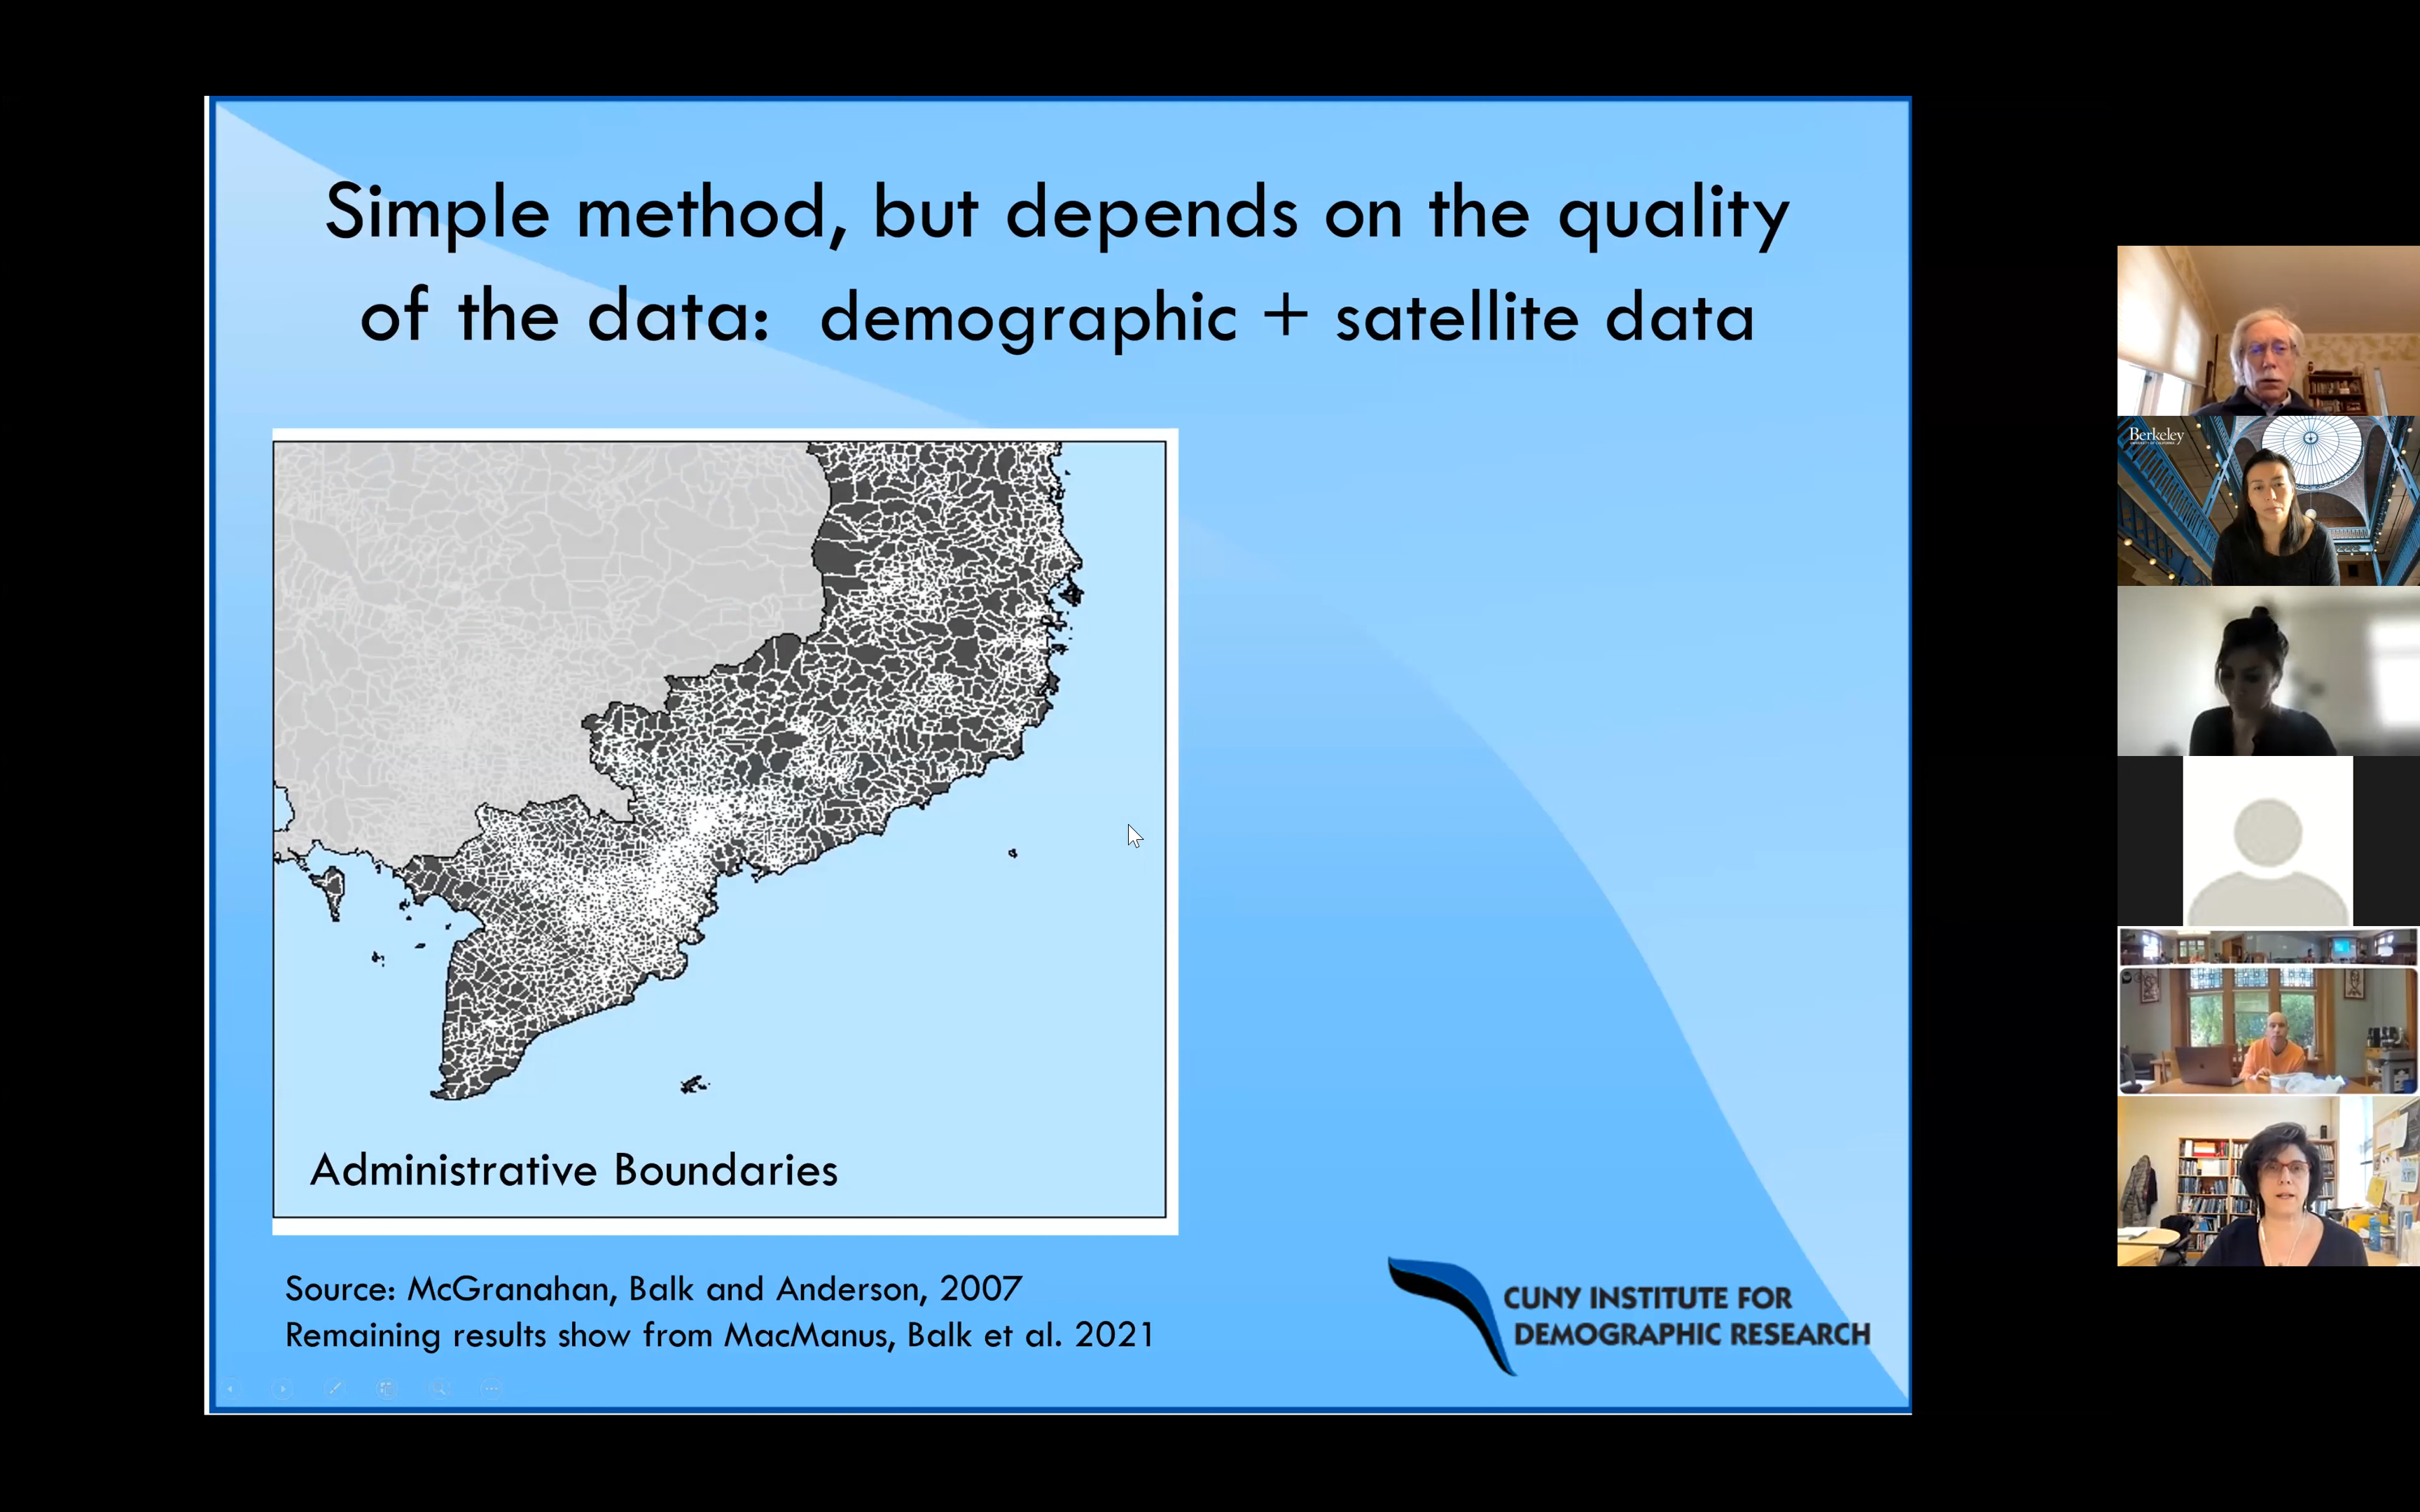 Simple method, but depends on the quality
of the data: demographic + satellite data
Administrative Boundaries
Source: McGranahan, Balk and Anderson, 2007
Remaining results show from MacManus, Balk et al. 2021
CUNY INSTITUTE FOR
DEMOGRAPHIC RESEARCH
Berkeley